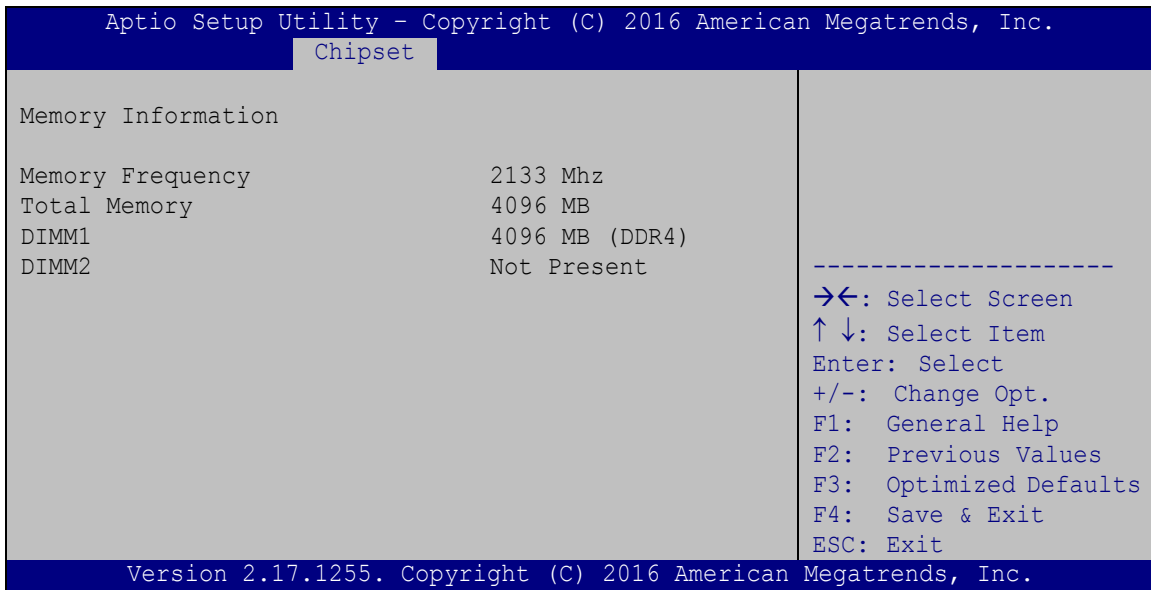 Aptio Setup Utility – Copyright (C) 2016 American Megatrends, Inc.
Chipset
Memory Information
Memory Frequency 2133 Mhz
Total Memory 4096 MB
DIMM1 4096 MB (DDR4)
DIMM2 Not Present
---------------------
→←: Select Screen
↑ ↓: Select Item
Enter: Select
+/-: Change Opt.
F1: General Help
F2: Previous Values
F3: Optimized Defaults
F4: Save & Exit
ESC: Exit
Version 2.17.1255. Copyright (C) 2016 American Megatrends, Inc.